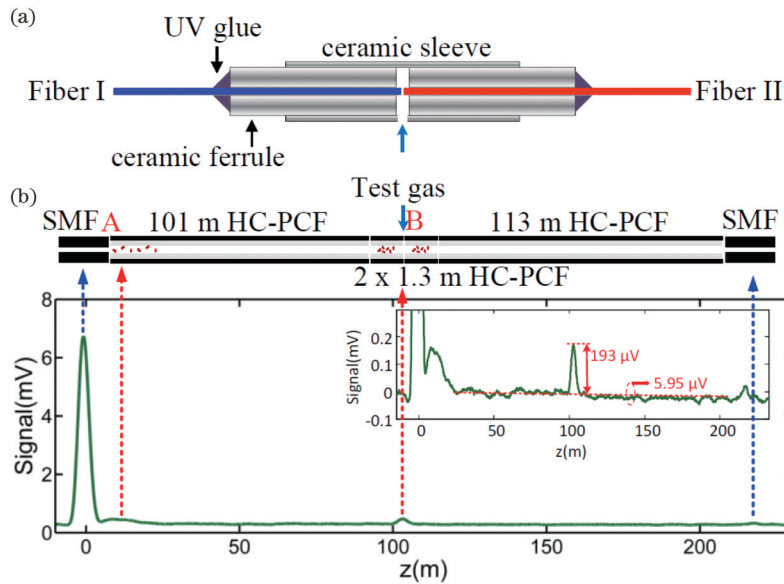 (a)
UV glue
ceramic sleeve
Fiber I
Fiber II
ceramic ferrule
Test gas
(b)
SMF A 101 m HC-PCF B 113 m HC-PCF SMF
2 x 1.3 m HC-PCF
8
6
4
2
0
Signal(mV)
0 50 100 150 200
z(m)
0.2
0.1
0
-0.1
Signal(mV)
193 μV
5.95 μV
0 50 100 150 200
z(m)